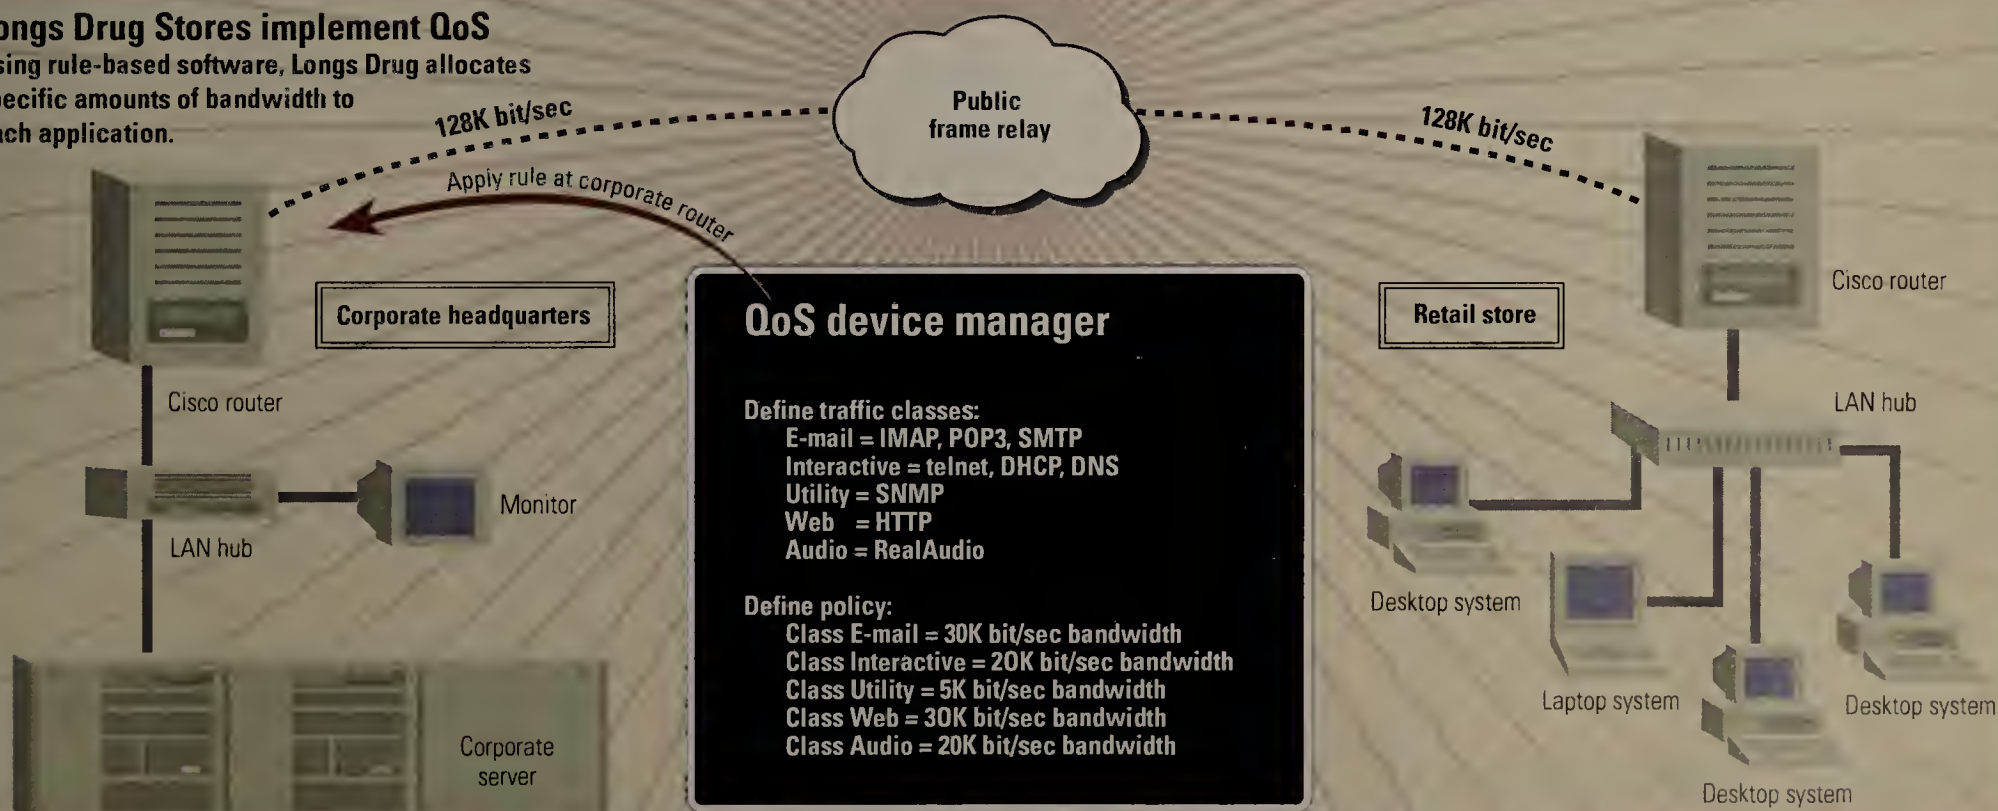 ongs Drug Stores implement QoS
sing rule-based software, Longs Drug allocates
pecific amounts of bandwidth to
ach application.
128K bit/sec
Public
frame relay
128K bit/sec
Apply rule at corporate router
Corporate headquarters
Cisco router
LAN hub
Monitor
Corporate
server
QoS device manager
Define traffic classes:
E-mail = IMAP, POP3, SMTP
Interactive = telnet, DHCP, DNS
Utility = SNMP
Web = HTTP
Audio = RealAudio
Define policy:
Class E-mail = 30K bit/sec bandwidth
Class Interactive = 20K bit/sec bandwidth
Class Utility = 5K bit/sec bandwidth
Class Web = 30K bit/sec bandwidth
Class Audio = 20K bit/sec bandwidth
Retail store
Cisco router
LAN hub
Desktop system
Laptop system
Desktop system
Desktop system